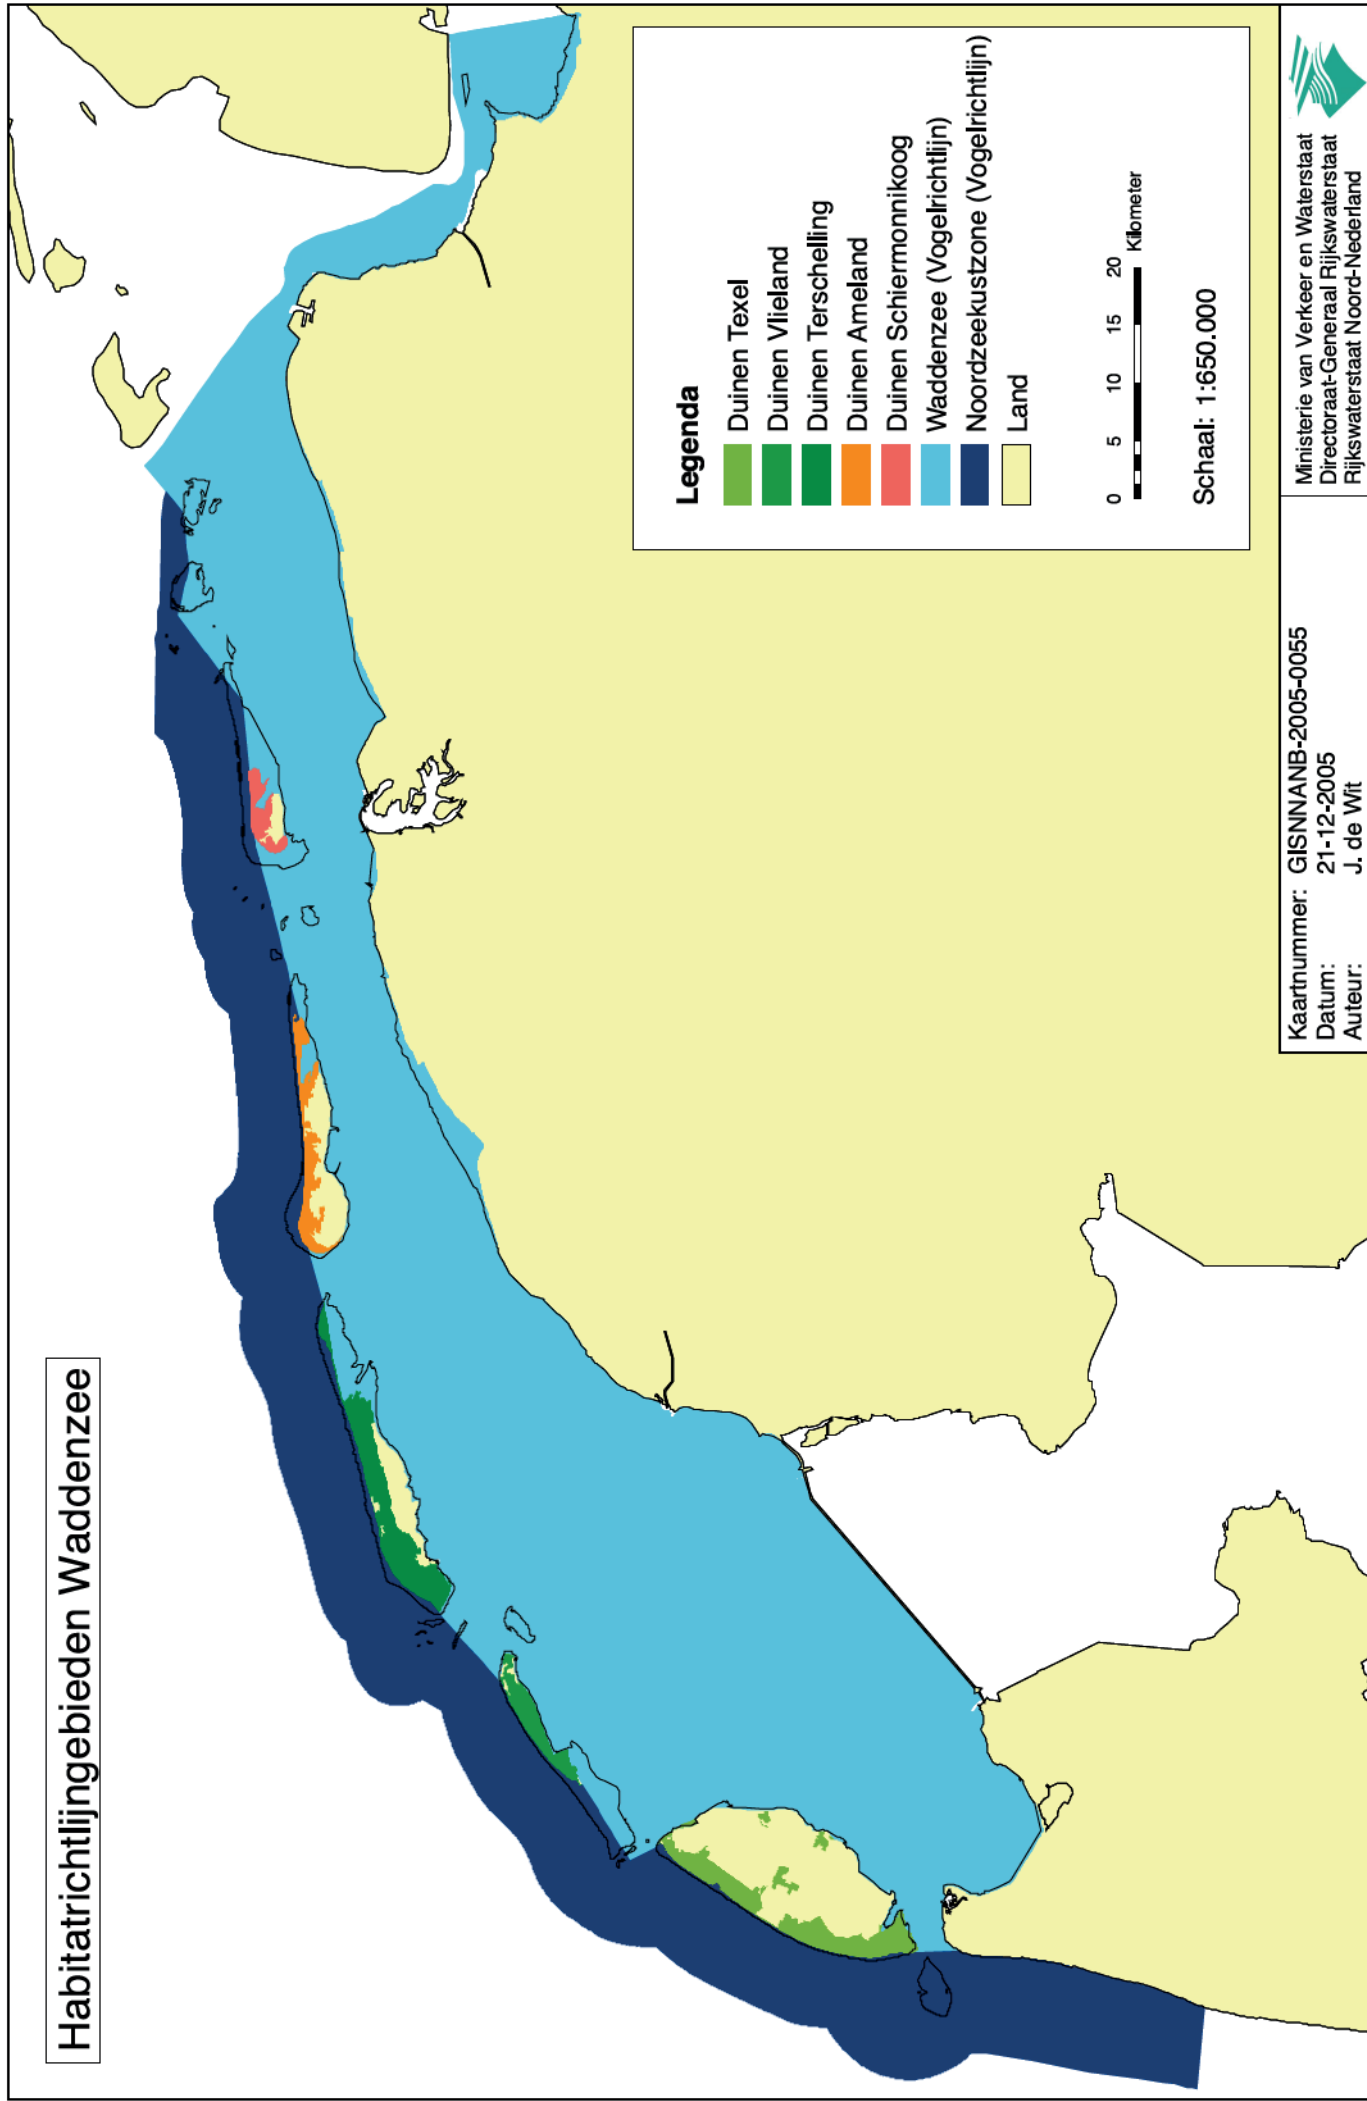 Habitatrichtlijngebieden Waddenzee
Legenda
Duinen Texel
Duinen Vlieland
Duinen Terschelling
Duinen Ameland
Duinen Schiermonnikoog
Waddenzee (Vogelrichtlijn)
Noordzeekustzone (Vogelrichtlijn)
Land
0 5 10 15 20
Kilometer
Schaal: 1:650.000
Kaartnummer: GISNNANB-2005-0055
Datum: 21-12-2005
Auteur: J. de Wit
Ministerie van Verkeer en Waterstaat
Directoraat-Generaal Rijkswaterstaat
Rijkswaterstaat Noord-Nederland